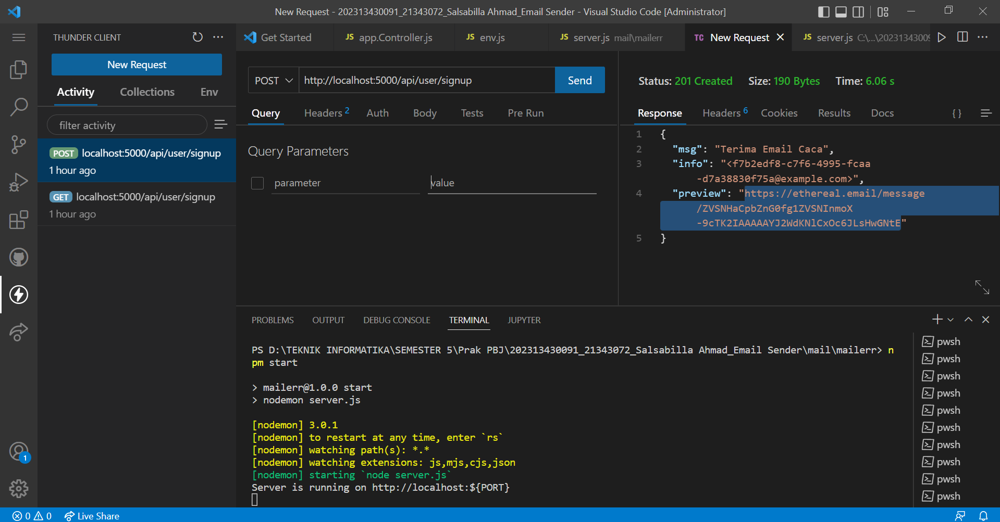 New Request - 202313430091_21343072_Salsabilla Ahmad_Email Sender - Visual Studio Code [Administrator]
THUNDER CLIENT
New Request
Activity Collections Env
filter activity
POST localhost:5000/api/user/signup
1 hour ago
GET localhost:5000/api/user/signup
1 hour ago
1
Get Started
JS app.Controller.js
JS env.js
JS server.js mail\mailerr
TC New Request
JS server.js C:\...\20231343009
POST http://localhost:5000/api/user/signup Send
Query Headers 2 Auth Body Tests Pre Run
Query Parameters
parameter value
Status: 201 Created Size: 190 Bytes Time: 6.06 s
Response Headers 6 Cookies Results Docs { }
1 {
2 "msg": "Terima Email Caca",
3 "info": "<f7b2edf8-c7f6-4995-fcaa
-d7a38830f75a@example.com>",
4 "preview": "https://ethereal.email/message
/ZVSNHaCpbZnG0fg1ZVSNInmoX
-9cTK2IAAAAAYJ2WdKNlCxOc6JLsHwGNtE"
5 }
PROBLEMS OUTPUT DEBUG CONSOLE TERMINAL JUPYTER
PS D:\TEKNIK INFORMATIKA\SEMESTER 5\Prak PBJ\202313430091_21343072_Salsabilla Ahmad_Email Sender\mail\mailerr> n
pm start
> mailerr@1.0.0 start
> nodemon server.js
[nodemon] 3.0.1
[nodemon] to restart at any time, enter `rs`
[nodemon] watching path(s): *.*
[nodemon] watching extensions: js,mjs,cjs,json
[nodemon] starting `node server.js`
Server is running on http://localhost:${PORT}
pwsh
pwsh
pwsh
pwsh
pwsh
pwsh
pwsh
pwsh
pwsh
pwsh
0 0 Live Share